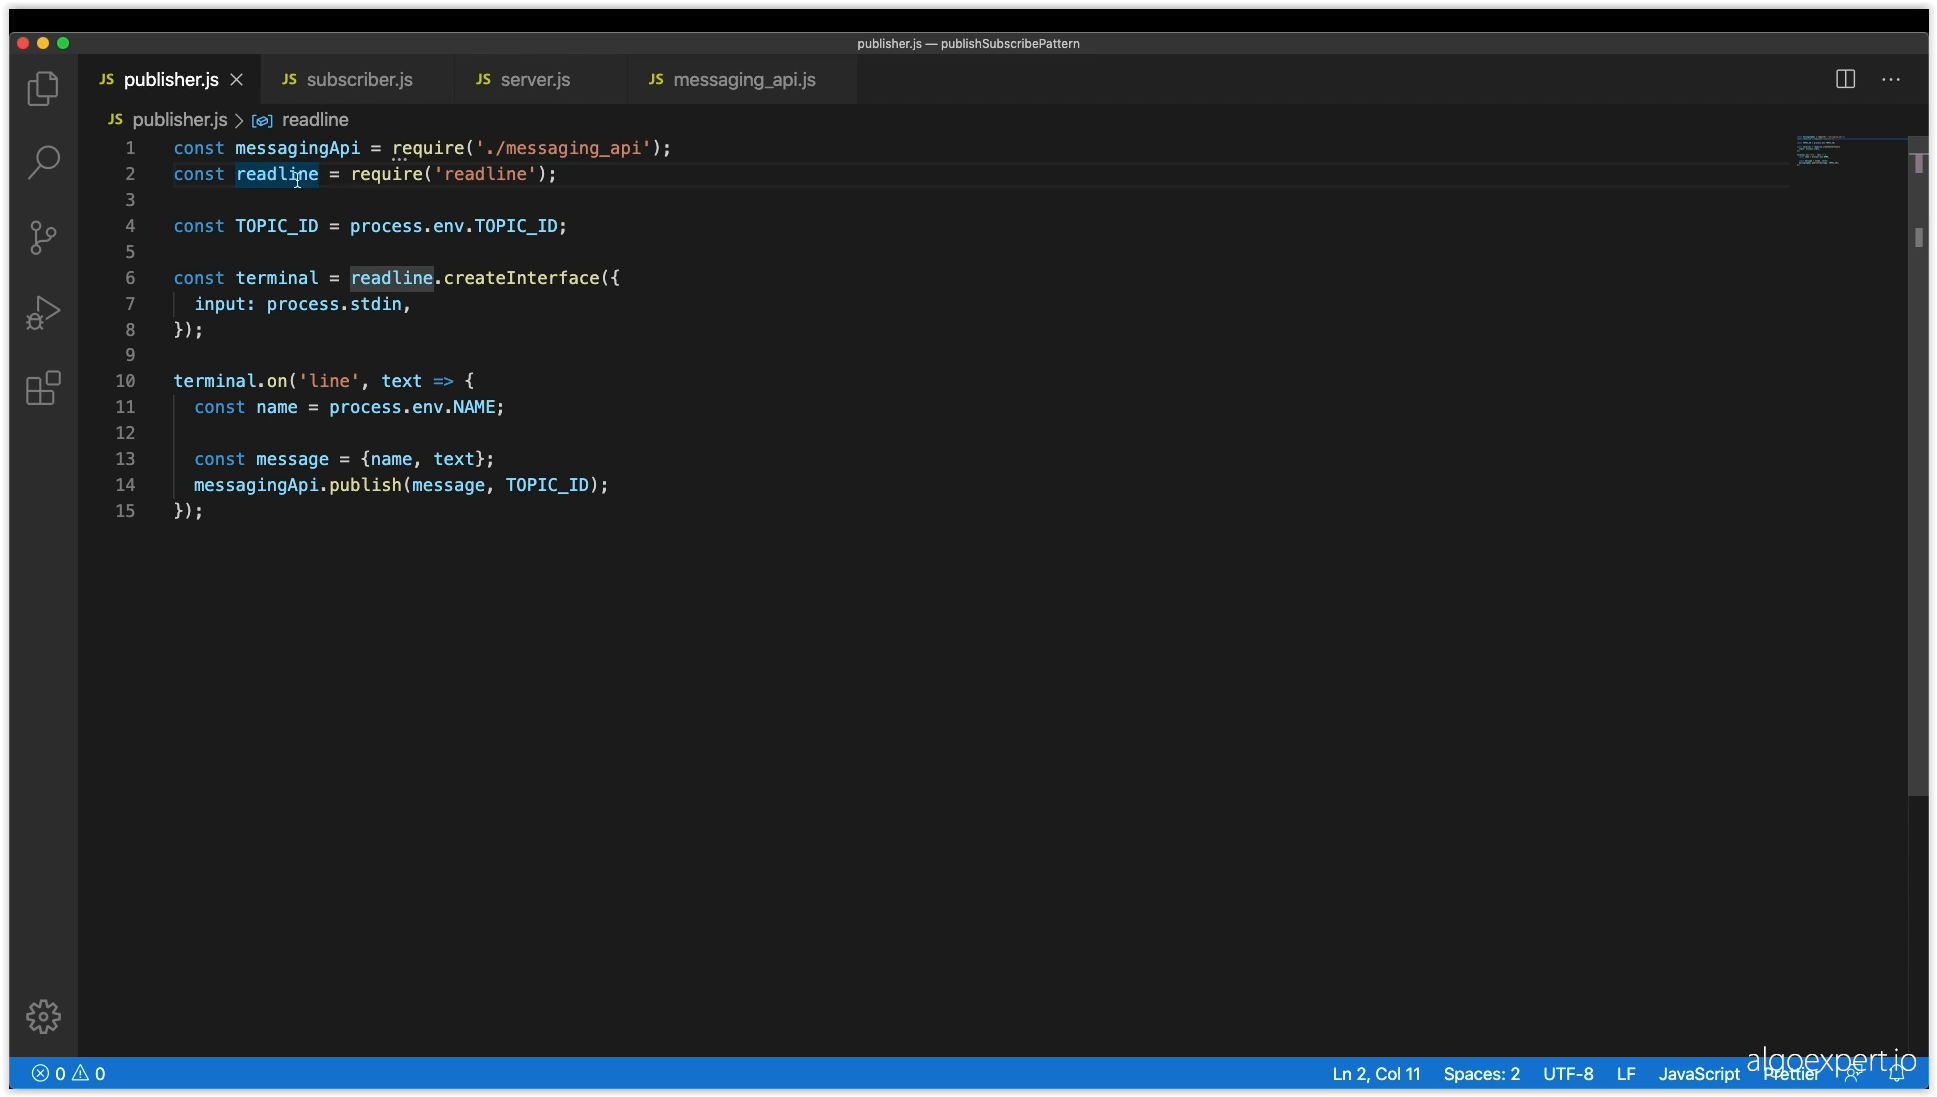 publisher.js — publishSubscribePattern
JS publisher.js JS subscriber.js JS server.js JS messaging_api.js
JS publisher.js > readline
1 const messagingApi = require('./messaging_api');
2 const readline = require('readline');
3
4 const TOPIC_ID = process.env.TOPIC_ID;
5
6 const terminal = readline.createInterface({
7   input: process.stdin,
8 });
9
10 terminal.on('line', text => {
11   const name = process.env.NAME;
12
13   const message = {name, text};
14   messagingApi.publish(message, TOPIC_ID);
15 });
algoexpert.io
0 0 Ln 2, Col 11 Spaces: 2 UTF-8 LF JavaScript Prettier